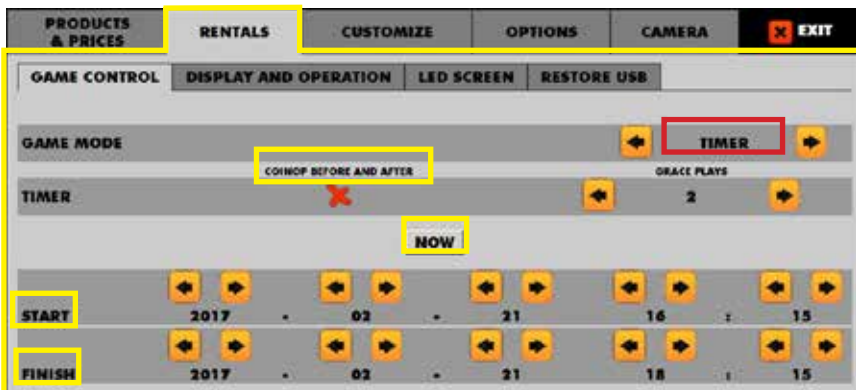 PRODUCTS & PRICES RENTALS CUSTOMIZE OPTIONS CAMERA X EXIT
GAME CONTROL DISPLAY AND OPERATION LED SCREEN RESTORE USB
GAME MODE TIMER
COINOP BEFORE AND AFTER GRACE PLAYS
TIMER 2
NOW
START 2017 - 02 - 21 16 : 15
FINISH 2017 - 02 - 21 18 : 15